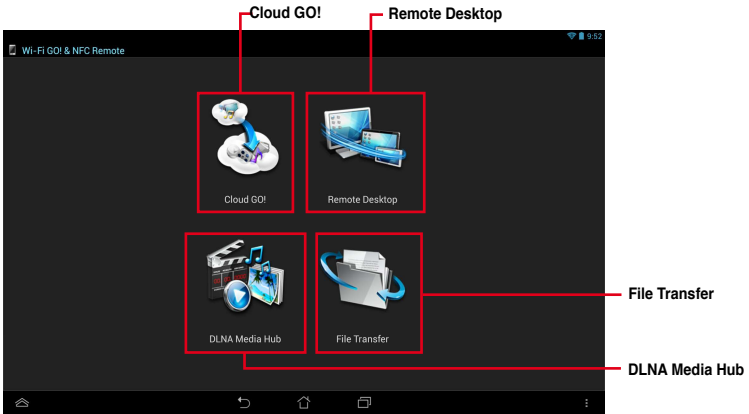 Cloud GO! Remote Desktop
9:52
Wi-Fi GO! & NFC Remote
Cloud GO! Remote Desktop
File Transfer
DLNA Media Hub File Transfer
DLNA Media Hub